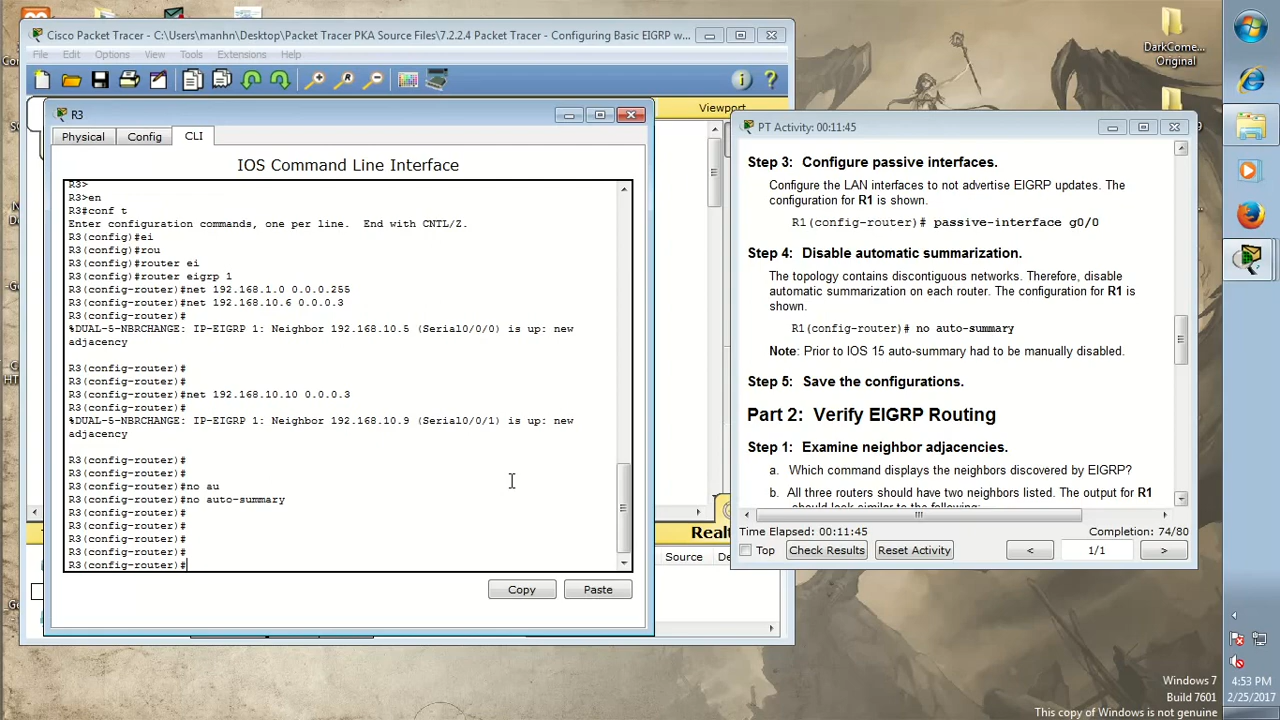 Cisco Packet Tracer - C:\Users\manhn\Desktop\Packet Tracer PKA Source Files\7.2.2.4 Packet Tracer - Configuring Basic EIGRP w...
File Edit Options View Tools Extensions Help
Viewport
R3
Physical Config CLI
IOS Command Line Interface
R3>
R3>en
R3#conf t
Enter configuration commands, one per line. End with CNTL/Z.
R3(config)#ei
R3(config)#rou
R3(config)#router ei
R3(config)#router eigrp 1
R3(config-router)#net 192.168.1.0 0.0.0.255
R3(config-router)#net 192.168.10.6 0.0.0.3
R3(config-router)#
%DUAL-5-NBRCHANGE: IP-EIGRP 1: Neighbor 192.168.10.5 (Serial0/0/0) is up: new
adjacency
R3(config-router)#
R3(config-router)#
R3(config-router)#net 192.168.10.10 0.0.0.3
R3(config-router)#
%DUAL-5-NBRCHANGE: IP-EIGRP 1: Neighbor 192.168.10.9 (Serial0/0/1) is up: new
adjacency
R3(config-router)#
R3(config-router)#
R3(config-router)#no au
R3(config-router)#no auto-summary
R3(config-router)#
R3(config-router)#
R3(config-router)#
R3(config-router)#
R3(config-router)#
Copy Paste
Realt
Source De
PT Activity: 00:11:45
Step 3: Configure passive interfaces.
Configure the LAN interfaces to not advertise EIGRP updates. The
configuration for R1 is shown.
R1(config-router)# passive-interface g0/0
Step 4: Disable automatic summarization.
The topology contains discontiguous networks. Therefore, disable
automatic summarization on each router. The configuration for R1 is
shown.
R1(config-router)# no auto-summary
Note: Prior to IOS 15 auto-summary had to be manually disabled.
Step 5: Save the configurations.
Part 2: Verify EIGRP Routing
Step 1: Examine neighbor adjacencies.
a. Which command displays the neighbors discovered by EIGRP?
b. All three routers should have two neighbors listed. The output for R1
should look similar to the following:
Time Elapsed: 00:11:45 Completion: 74/80
Top Check Results Reset Activity < 1/1 >
DarkCome...
Original
4:53 PM
2/25/2017
Windows 7
Build 7601
This copy of Windows is not genuine